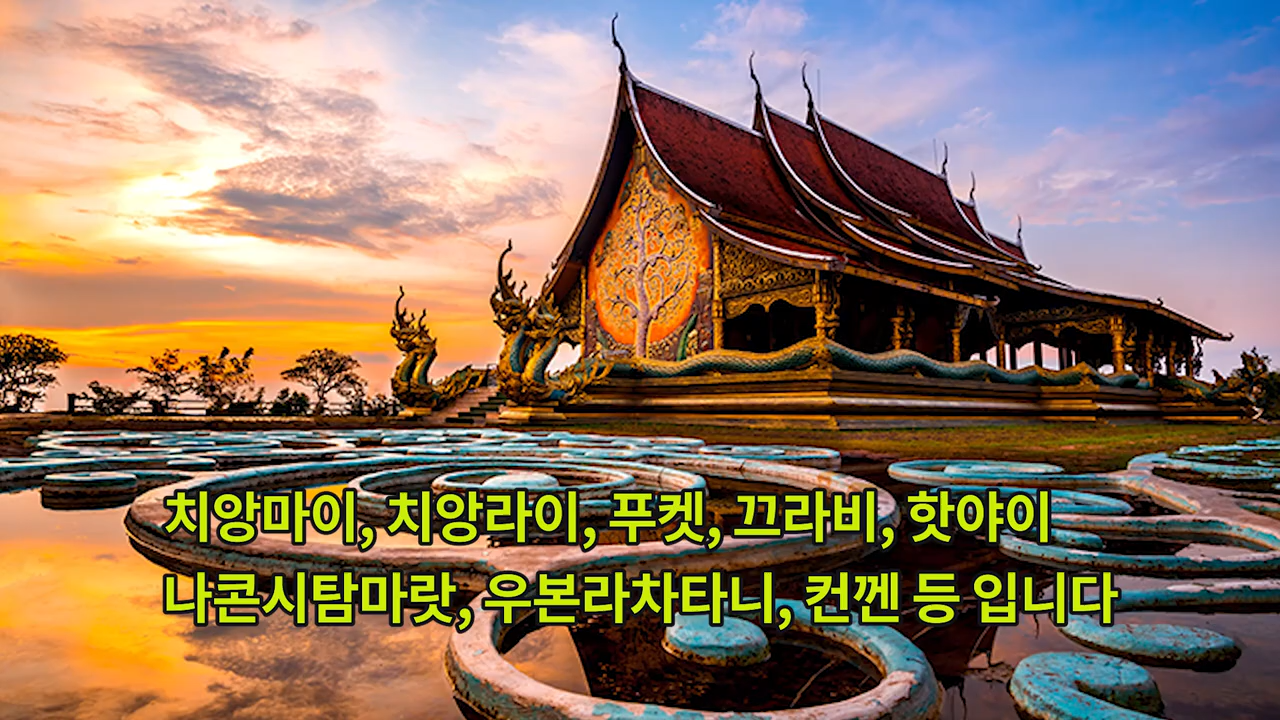 치앙마이, 치앙라이, 푸켓, 끄라비, 핫야이
나콘시탐마랏, 우본라차타니, 컨껜 등 입니다